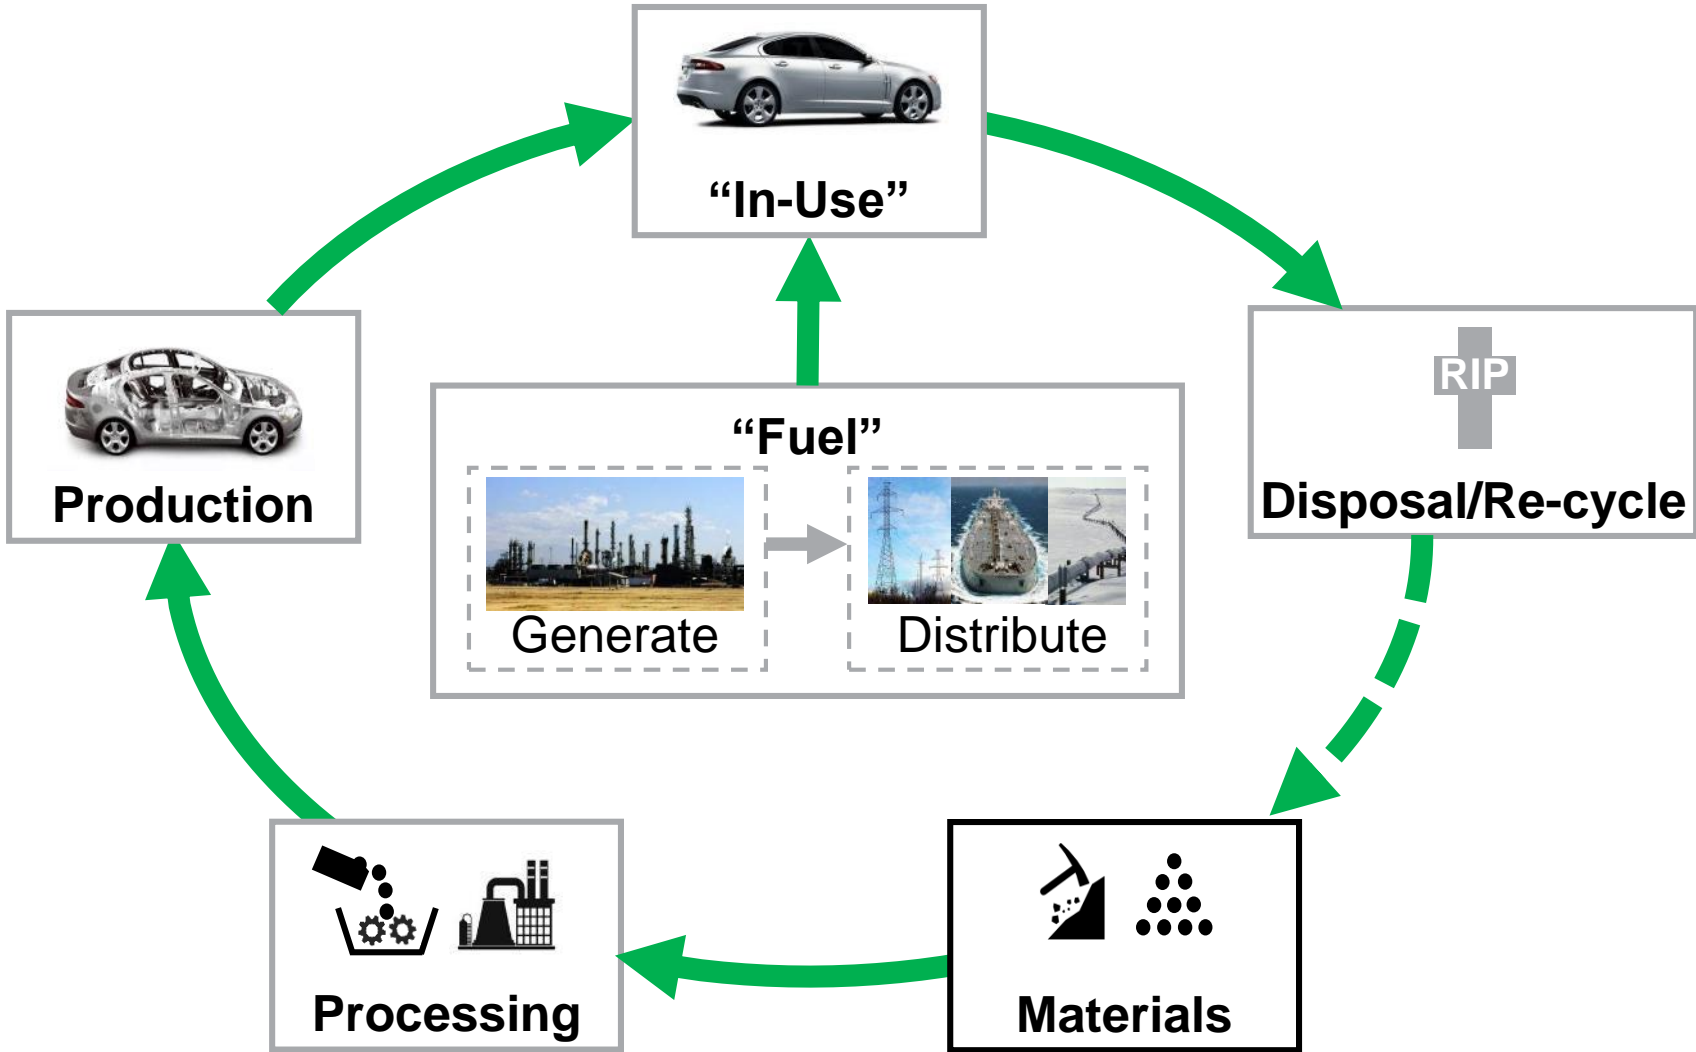 “In-Use”
RIP
“Fuel”
Production
Disposal/Re-cycle
Generate
Distribute
Processing
Materials